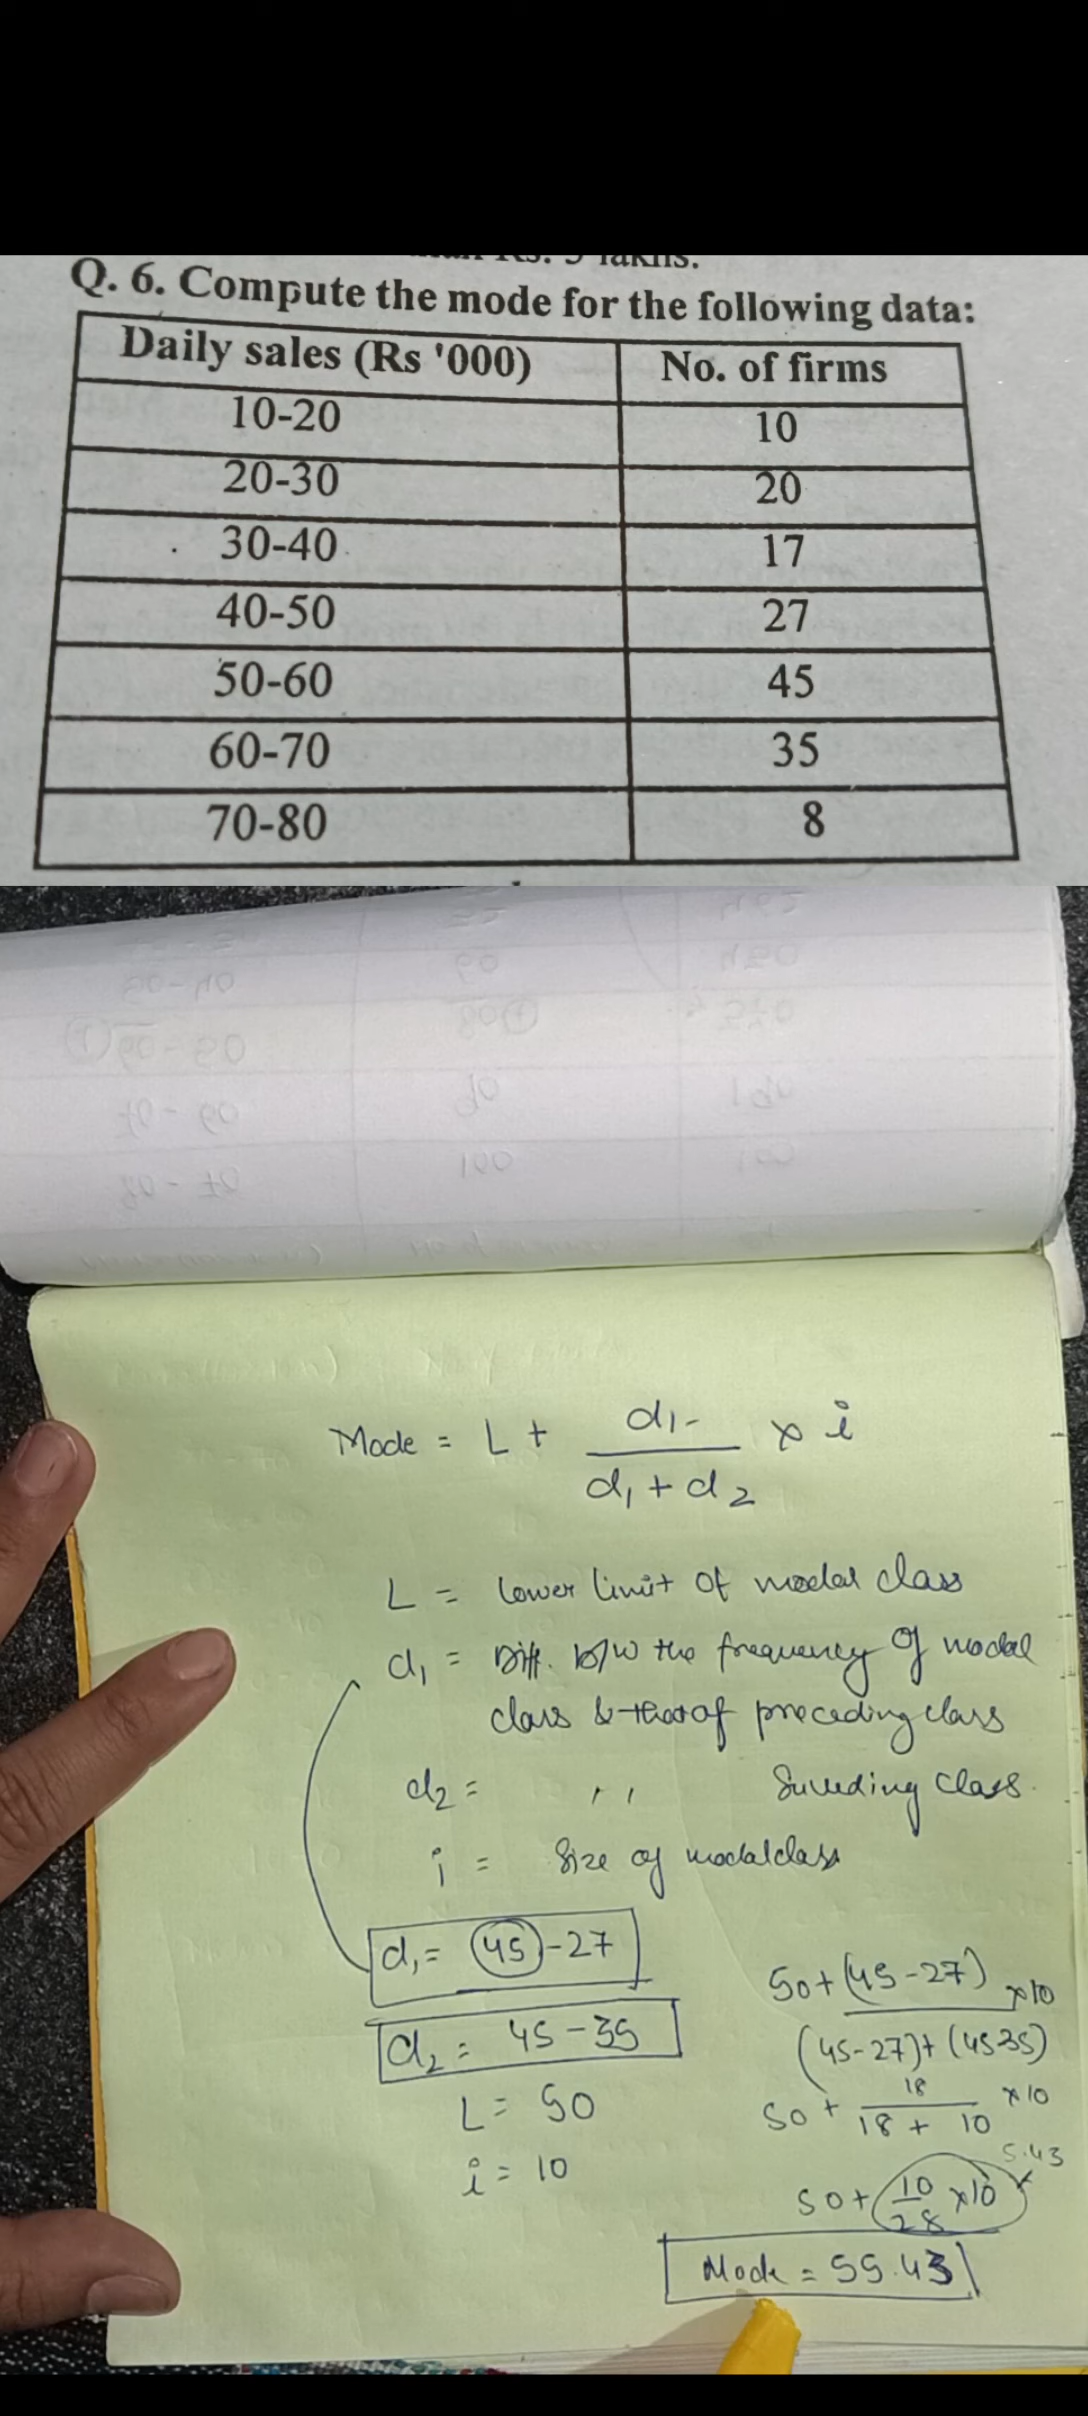 Q. 6. Compute the mode for the following data:
Daily sales (Rs '000) No. of firms
10-20 10
20-30 20
30-40 17
40-50 27
50-60 45
60-70 35
70-80 8
Mode = L + d1- / d1 + d2 × i
L = lower limit of modal class
d1 = Diff. b/w the frequency of modal
class & that of preceding class
d2 = ,, Succeding class.
i = Size of modal class
d1 = 45 - 27
d2 = 45 - 35
L = 50
i = 10
50 + (45 - 27) / (45 - 27) + (45-35) × 10
50 + 18 / 18 + 10 × 10
5.43
50 + 10 / 28 × 10
Mode = 55.43